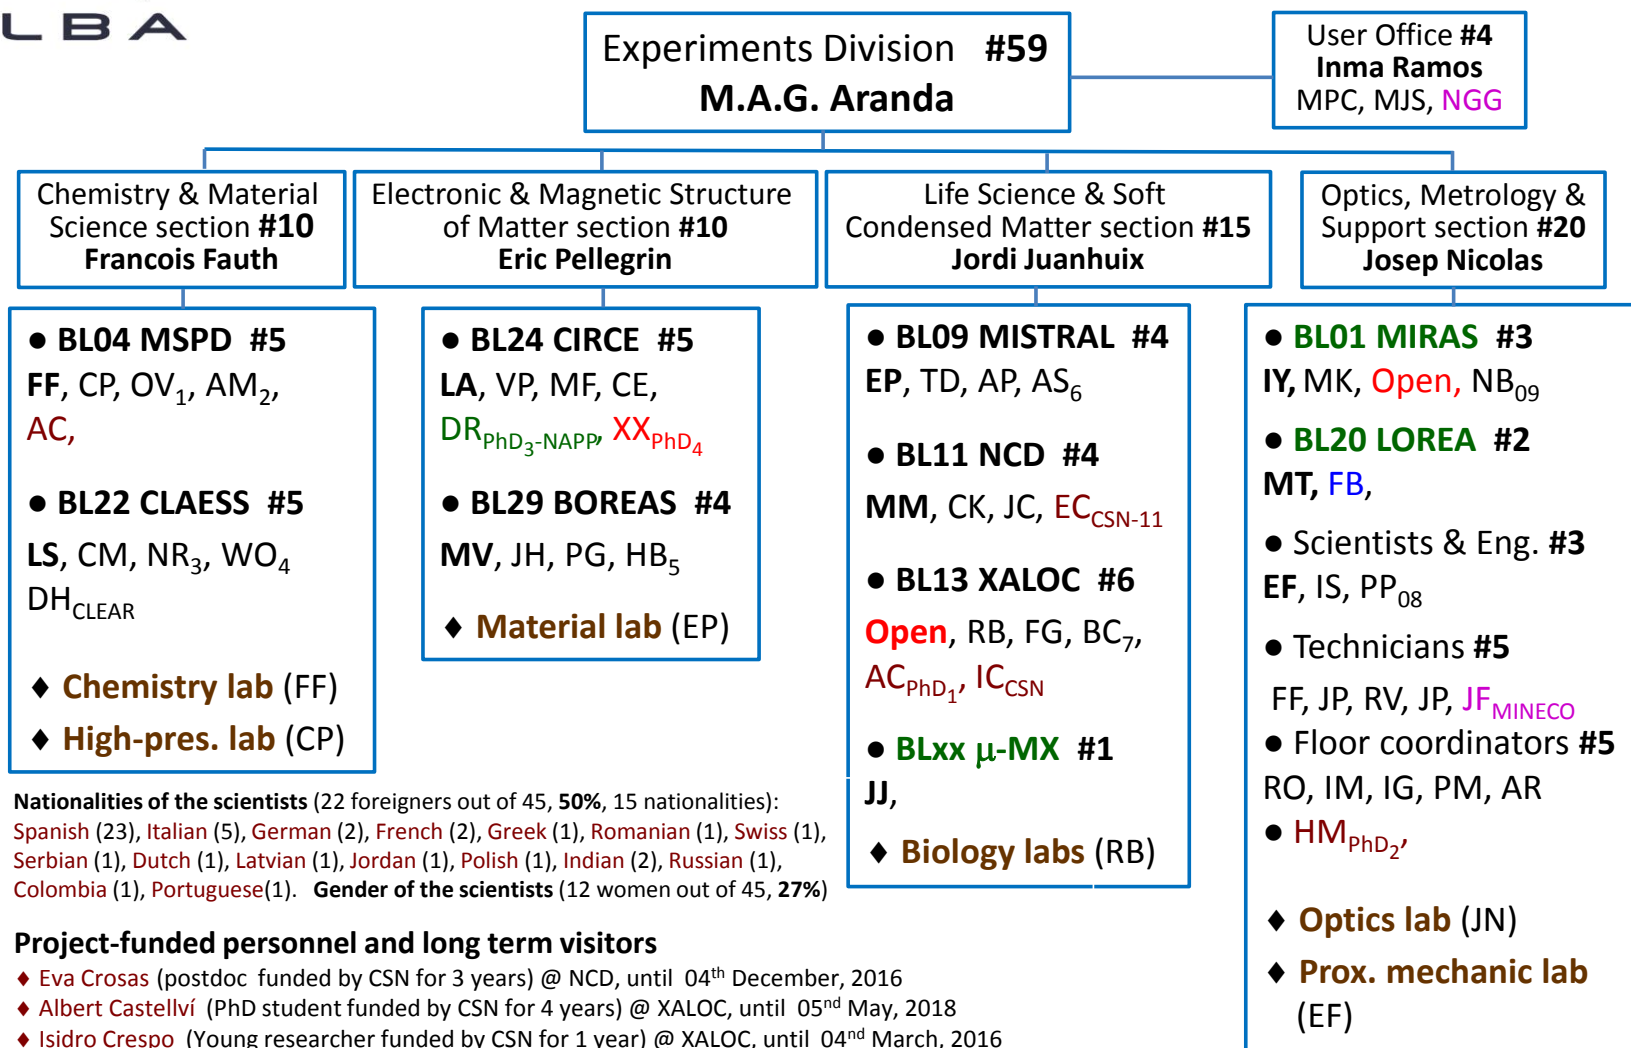 LBA
Experiments Division #59
M.A.G. Aranda
User Office #4
Inma Ramos
MPC, MJS, NGG
Chemistry & Material
Science section #10
Francois Fauth
Electronic & Magnetic Structure
of Matter section #10
Eric Pellegrin
Life Science & Soft
Condensed Matter section #15
Jordi Juanhuix
Optics, Metrology &
Support section #20
Josep Nicolas
● BL04 MSPD #5
FF, CP, OV1, AM2,
AC,
● BL22 CLAESS #5
LS, CM, NR3, WO4
DHCLEAR
♦ Chemistry lab (FF)
♦ High-pres. lab (CP)
● BL24 CIRCE #5
LA, VP, MF, CE,
DRPhD3-NAPP, XXPhD4
● BL29 BOREAS #4
MV, JH, PG, HB5
♦ Material lab (EP)
● BL09 MISTRAL #4
EP, TD, AP, AS6
● BL11 NCD #4
MM, CK, JC, ECCSN-11
● BL13 XALOC #6
Open, RB, FG, BC7,
ACPhD1, ICCSN
● BLxx μ-MX #1
JJ,
♦ Biology labs (RB)
● BL01 MIRAS #3
IY, MK, Open, NB09
● BL20 LOREA #2
MT, FB,
● Scientists & Eng. #3
EF, IS, PP08
● Technicians #5
FF, JP, RV, JP, JFMINECO
● Floor coordinators #5
RO, IM, IG, PM, AR
● HMPhD2,
♦ Optics lab (JN)
♦ Prox. mechanic lab
(EF)
Nationalities of the scientists (22 foreigners out of 45, 50%, 15 nationalities):
Spanish (23), Italian (5), German (2), French (2), Greek (1), Romanian (1), Swiss (1),
Serbian (1), Dutch (1), Latvian (1), Jordan (1), Polish (1), Indian (2), Russian (1),
Colombia (1), Portuguese(1). Gender of the scientists (12 women out of 45, 27%)
Project-funded personnel and long term visitors
♦ Eva Crosas (postdoc funded by CSN for 3 years) @ NCD, until 04th December, 2016
♦ Albert Castellví (PhD student funded by CSN for 4 years) @ XALOC, until 05nd May, 2018
♦ Isidro Crespo (Young researcher funded by CSN for 1 year) @ XALOC, until 04nd March, 2016